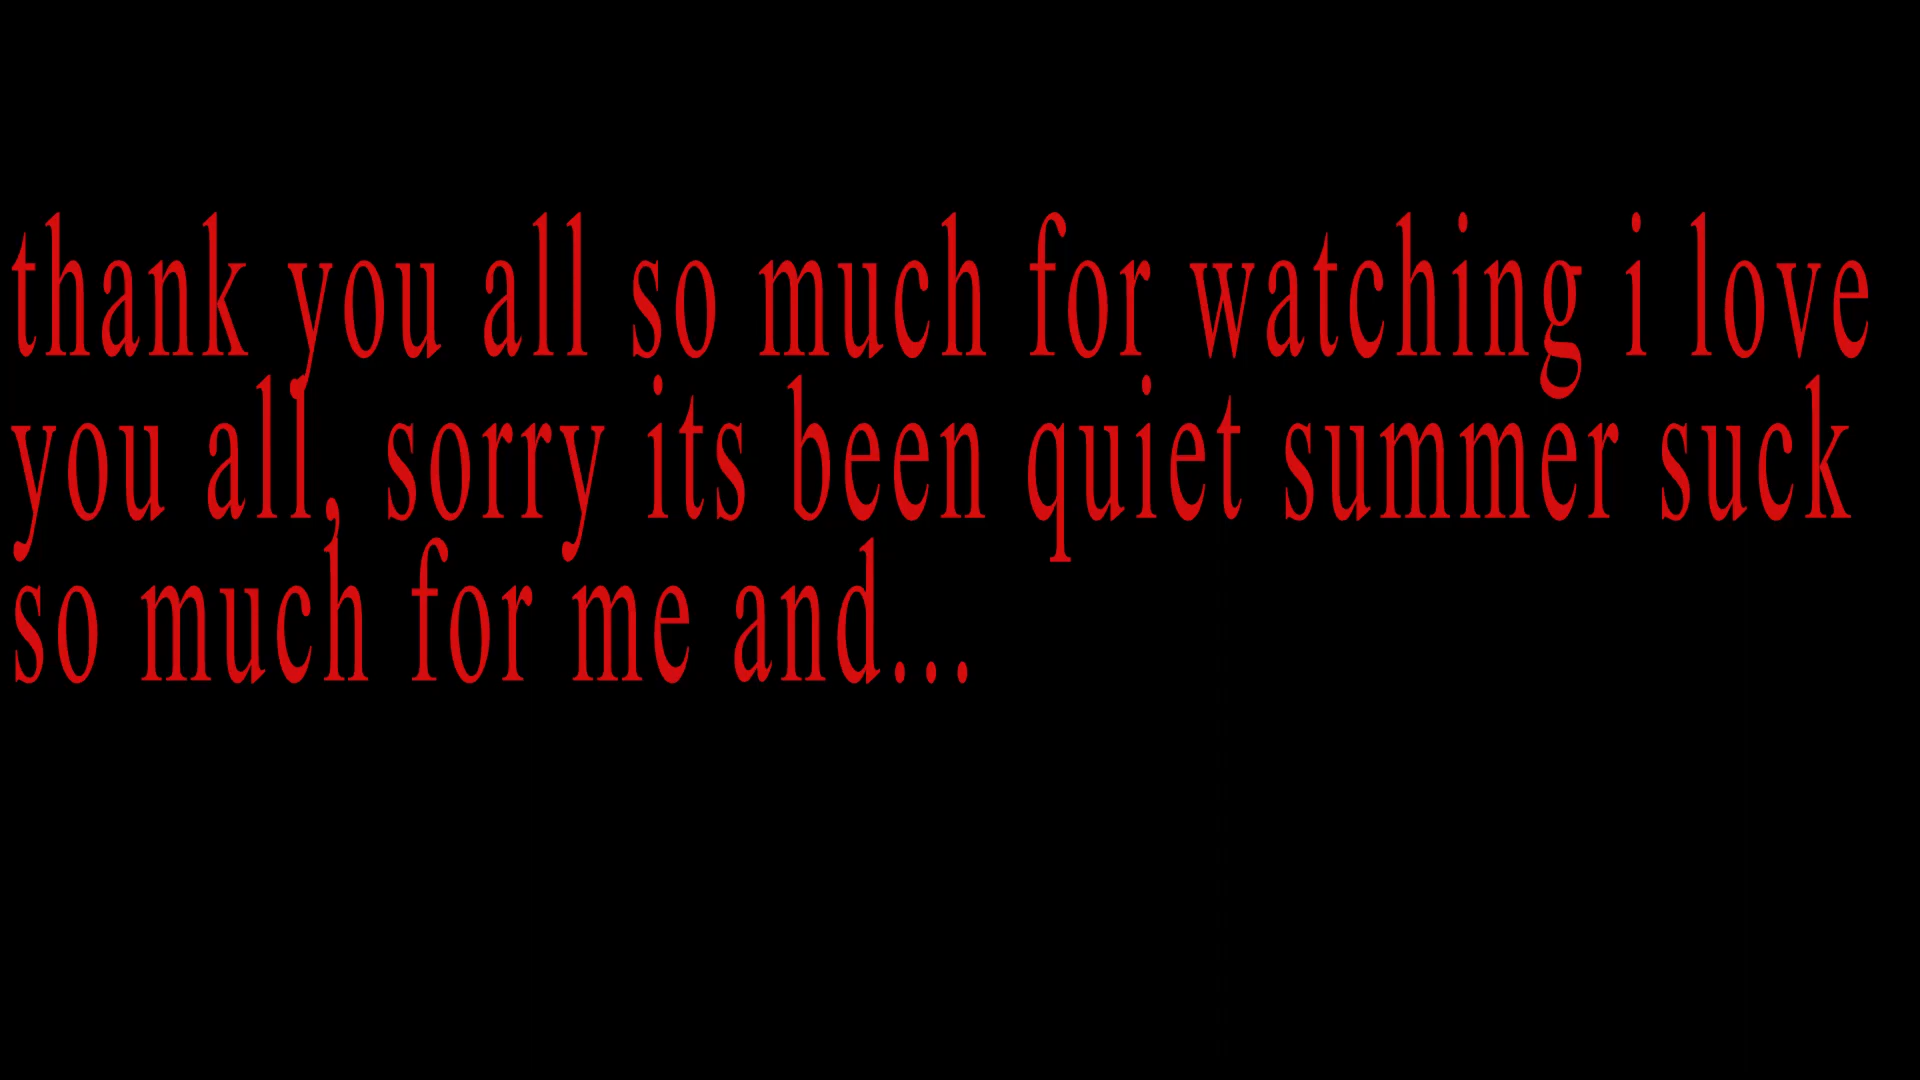 thank you all so much for watching i love
you all, sorry its been quiet summer suck
so much for me and...